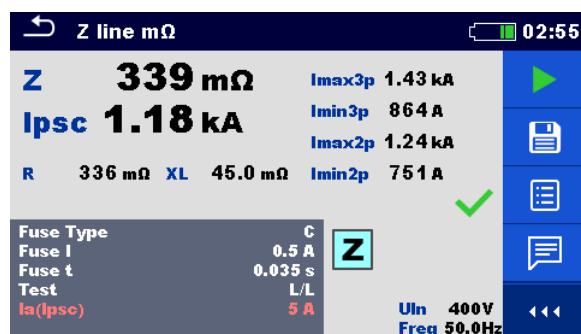 Z line mΩ 02:55
Z 339 mΩ Imax3p 1.43 kA
Ipsc 1.18 kA Imin3p 864 A
Imax2p 1.24 kA
R 336 mΩ XL 45.0 mΩ Imin2p 751 A
Fuse Type C
Fuse I 0.5 A
Fuse t 0.035 s
Test L/L
Ia(Ipsc) 5 A
Z
UIn 400V
Freq 50.0Hz